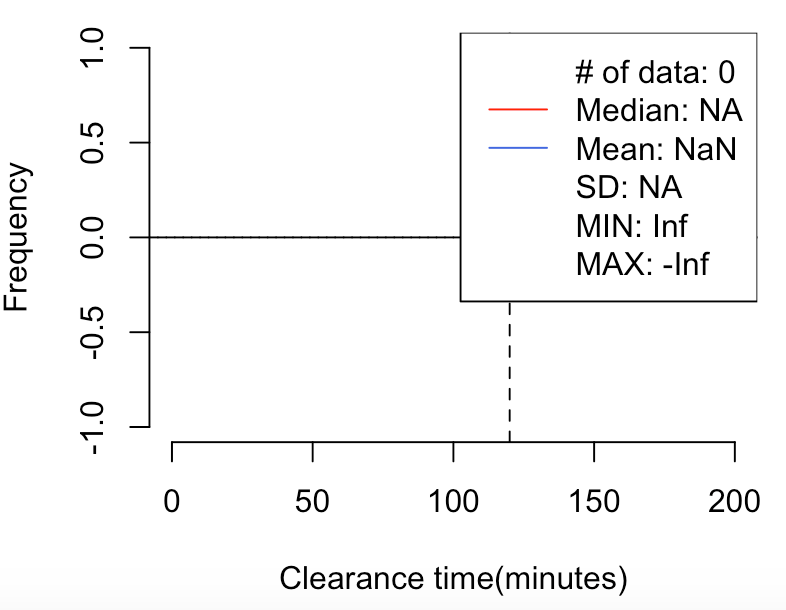 1.0
# of data: 0
Median: NA
0.5
Mean: NaN
SD: NA
MIN: Inf
0.0
MAX: -Inf
Frequency
-0.5
-1.0
0 50 100 150 200
Clearance time(minutes)